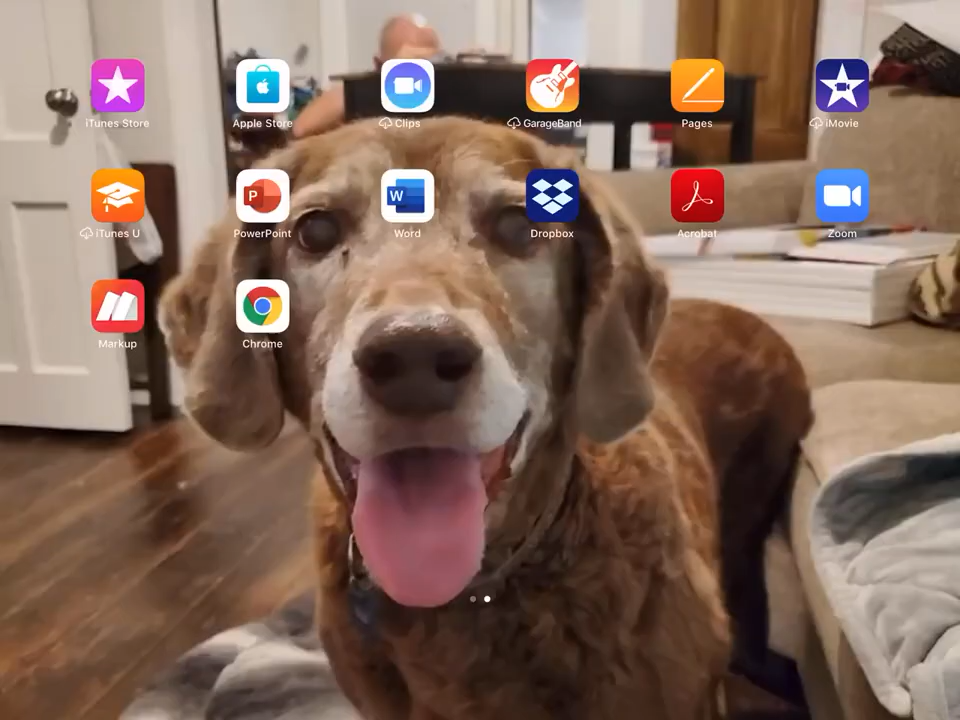 iTunes Store
Apple Store
Clips
GarageBand
Pages
iMovie
iTunes U
P
PowerPoint
W
Word
Dropbox
Acrobat
Zoom
Markup
Chrome